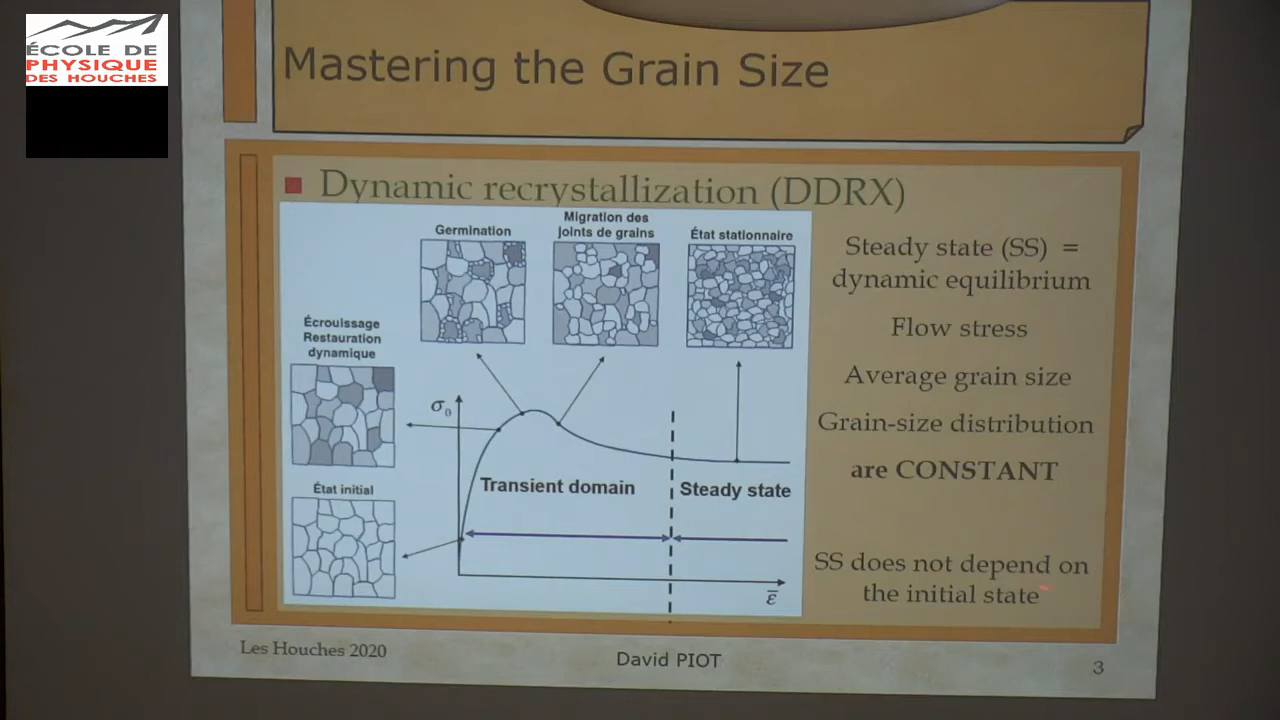 ÉCOLE DE
PHYSIQUE
DES HOUCHES
Mastering the Grain Size
Dynamic recrystallization (DDRX)
Germination
Migration des
joints de grains
État stationnaire
Écrouissage
Restauration
dynamique
État initial
σ₀
Transient domain
Steady state
ε̅
Steady state (SS) =
dynamic equilibrium
Flow stress
Average grain size
Grain-size distribution
are CONSTANT
SS does not depend on
the initial state
Les Houches 2020
David PIOT
3